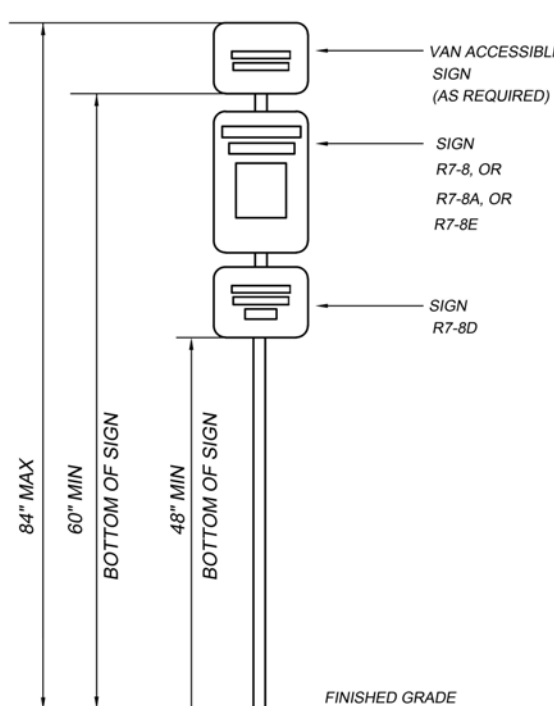 VAN ACCESSIBLE
SIGN
(AS REQUIRED)
SIGN
R7-8, OR
R7-8A, OR
R7-8E
SIGN
R7-8D
84" MAX
60" MIN
BOTTOM OF SIGN
48" MIN
BOTTOM OF SIGN
FINISHED GRADE